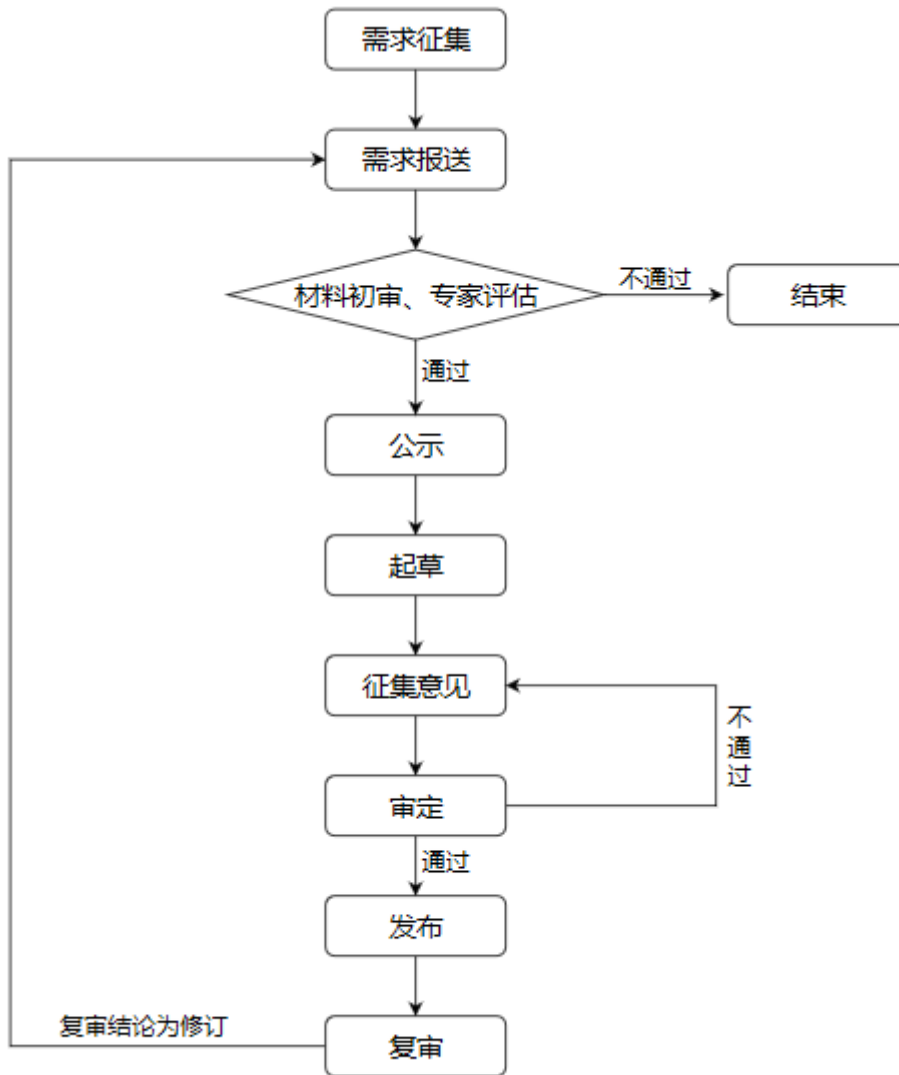 需求征集
需求报送
材料初审、专家评估
不通过
结束
通过
公示
起草
征集意见
不通过
审定
通过
发布
复审结论为修订
复审